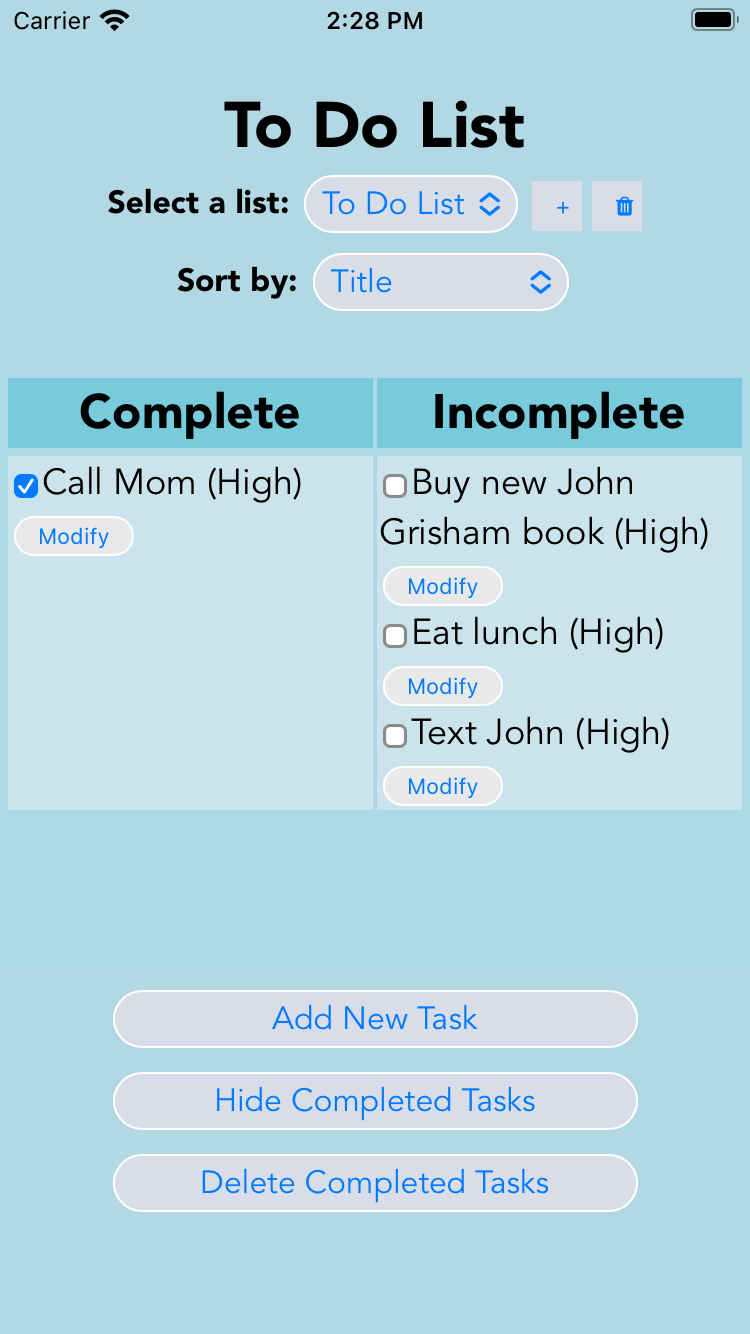 Carrier 2:28 PM
To Do List
Select a list: To Do List +
Sort by: Title
Complete Incomplete
Call Mom (High)
Modify
Buy new John
Grisham book (High)
Modify
Eat lunch (High)
Modify
Text John (High)
Modify
Add New Task
Hide Completed Tasks
Delete Completed Tasks